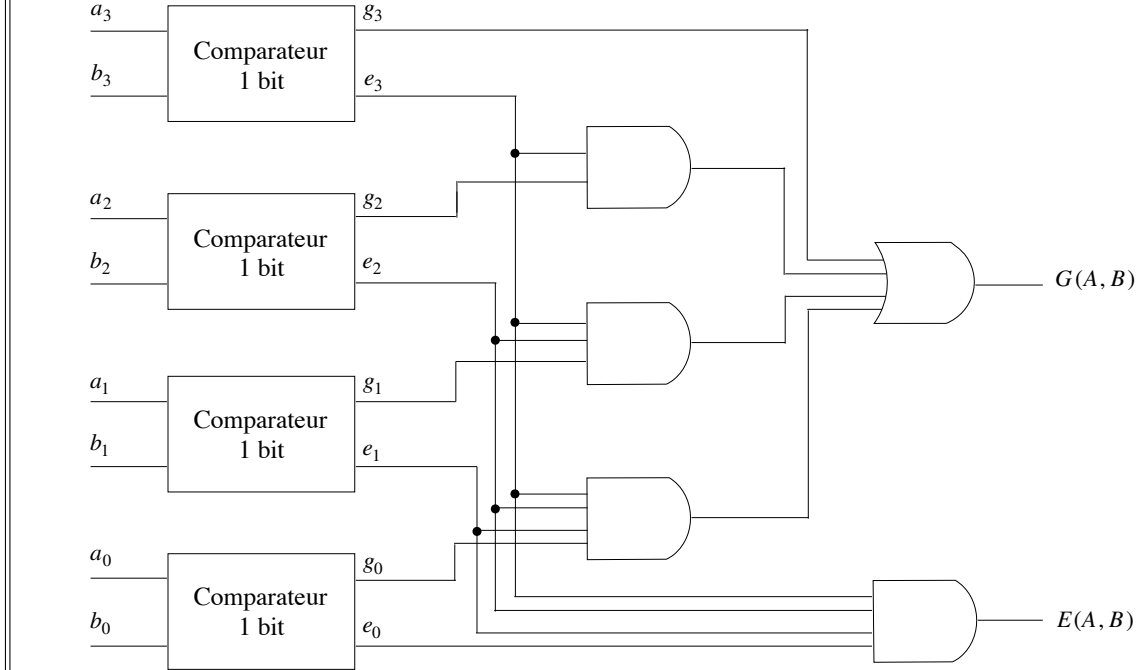 a₃
g₃
Comparateur
1 bit
b₃
e₃
a₂
g₂
Comparateur
1 bit
b₂
e₂
G(A, B)
a₁
g₁
Comparateur
1 bit
b₁
e₁
a₀
g₀
Comparateur
1 bit
b₀
e₀
E(A, B)